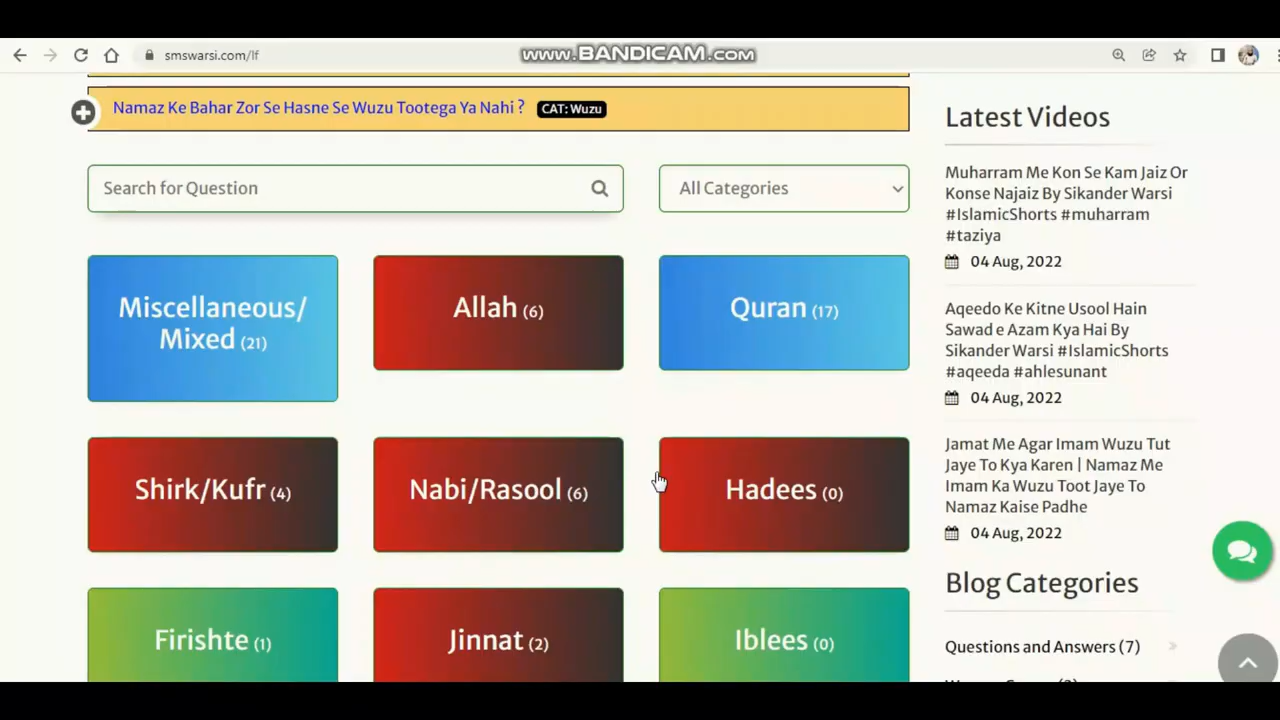 smswarsi.com/lf
WWW.BANDICAM.COM
Namaz Ke Bahar Zor Se Hasne Se Wuzu Tootega Ya Nahi ? CAT: Wuzu
Search for Question
All Categories
Miscellaneous/
Mixed (21)
Allah (6)
Quran (17)
Shirk/Kufr (4)
Nabi/Rasool (6)
Hadees (0)
Firishte (1)
Jinnat (2)
Iblees (0)
Latest Videos
Muharram Me Kon Se Kam Jaiz Or
Konse Najaiz By Sikander Warsi
#IslamicShorts #muharram
#taziya
04 Aug, 2022
Aqeedo Ke Kitne Usool Hain
Sawad e Azam Kya Hai By
Sikander Warsi #IslamicShorts
#aqeeda #ahlesunant
04 Aug, 2022
Jamat Me Agar Imam Wuzu Tut
Jaye To Kya Karen | Namaz Me
Imam Ka Wuzu Toot Jaye To
Namaz Kaise Padhe
04 Aug, 2022
Blog Categories
Questions and Answers (7)